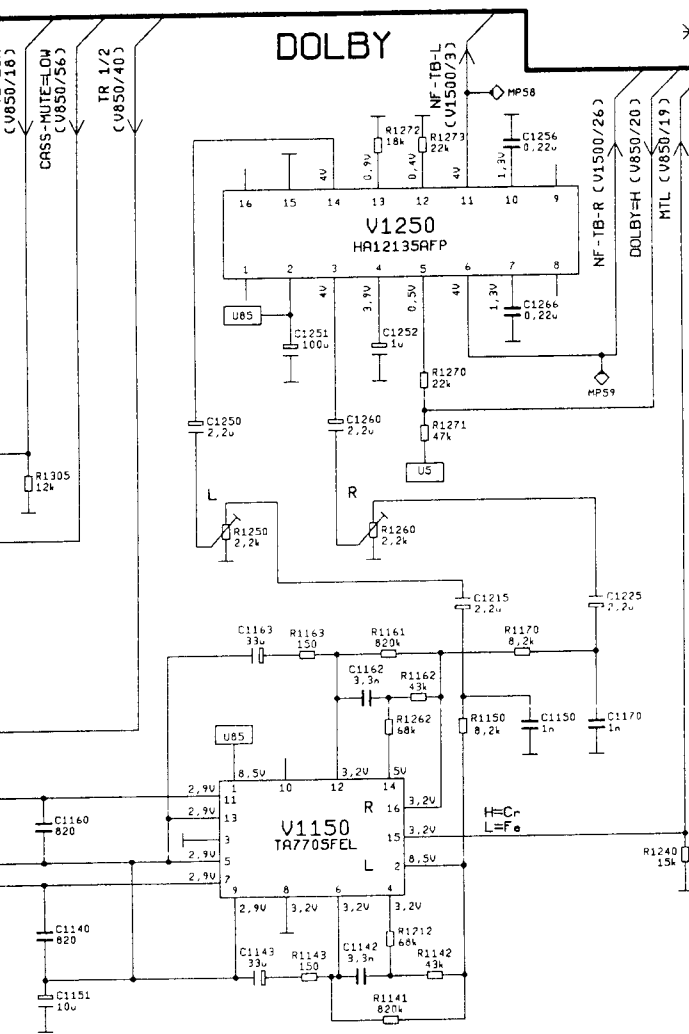 DOLBY
(V850/18)
CASS-MUTE=LOW
(V850/56)
TR 1/2
(V850/40)
NF-TB-L
(V1500/3)
MP58
NF-TB-R (V1500/26)
DOLBY=H (V850/20)
MTL (V850/19)
R1272
18k
R1273
22k
C1256
0,22u
4V
0,9V
0,4V
4V
1,3V
16 15 14 13 12 11 10 9
V1250
HA12135AFP
1 2 3 4 5 6 7 8
4V
3,9V
0,5V
4V
1,3V
U85
C1251
100u
C1252
1u
C1266
0,22u
R1270
22k
MP59
C1250
2,2u
C1260
2,2u
R1271
47k
U5
R1305
12k
L
R
R1250
2,2k
R1260
2,2k
C1215
2,2u
C1225
2,2u
C1163
33u
R1163
150
R1161
820k
R1170
8,2k
C1162
3,3n
R1162
43k
R1262
68k
R1150
8,2k
C1150
1n
C1170
1n
U85
8,5V
3,2V
5V
1 10 12 14
2,9V
11
R
16
3,2V
2,9V
13
C1160
820
3
V1150
TA7705FEL
15
3,2V
H=Cr
L=Fe
2,9V
5
L
2
8,5V
R1240
15k
2,9V
7
9 8 6 4
2,9V
3,2V
3,2V
3,2V
C1140
820
R1212
68k
C1143
33u
R1143
150
C1142
3,3n
R1142
43k
C1151
10u
R1141
820k